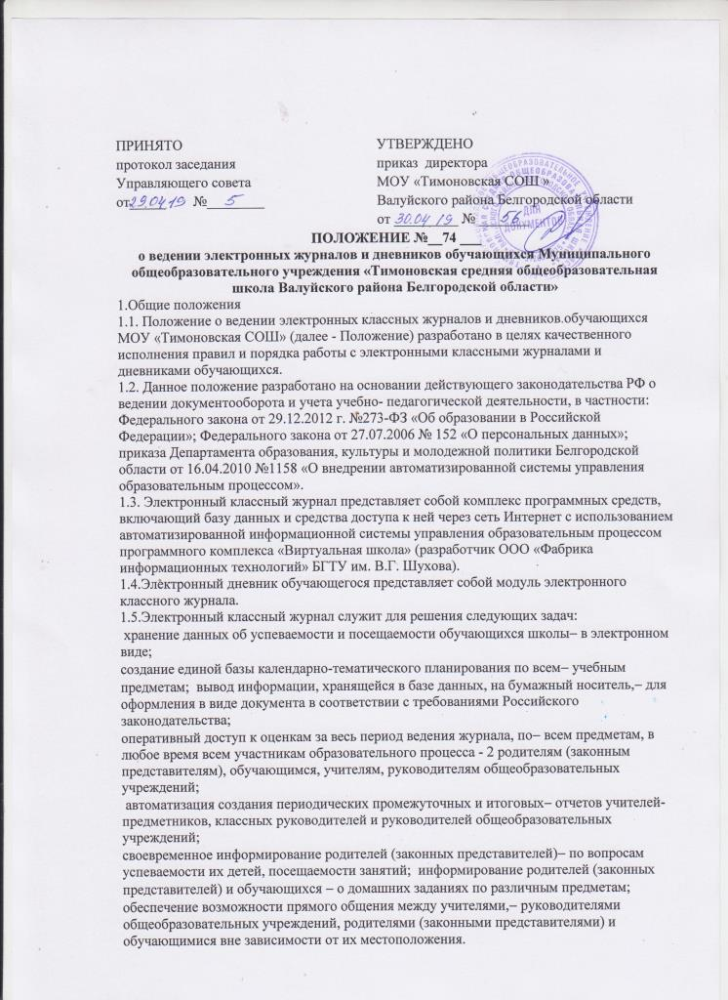 ПРИНЯТО
протокол заседания
Управляющего совета
от 29.04.19 № 5
УТВЕРЖДЕНО
приказ директора
МОУ «Тимоновская СОШ »
Валуйского района Белгородской области
от 30.04.19 № 56
ДЛЯ
ДОКУМЕНТОВ
ПОЛОЖЕНИЕ №__74 ___
о ведении электронных журналов и дневников обучающихся Муниципального
общеобразовательного учреждения «Тимоновская средняя общеобразовательная
школа Валуйского района Белгородской области»
1.Общие положения
1.1. Положение о ведении электронных классных журналов и дневников обучающихся
МОУ «Тимоновская СОШ» (далее - Положение) разработано в целях качественного
исполнения правил и порядка работы с электронными классными журналами и
дневниками обучающихся.
1.2. Данное положение разработано на основании действующего законодательства РФ о
ведении документооборота и учета учебно- педагогической деятельности, в частности:
Федерального закона от 29.12.2012 г. №273-ФЗ «Об образовании в Российской
Федерации»; Федерального закона от 27.07.2006 № 152 «О персональных данных»;
приказа Департамента образования, культуры и молодежной политики Белгородской
области от 16.04.2010 №1158 «О внедрении автоматизированной системы управления
образовательным процессом».
1.3. Электронный классный журнал представляет собой комплекс программных средств,
включающий базу данных и средства доступа к ней через сеть Интернет с использованием
автоматизированной информационной системы управления образовательным процессом
программного комплекса «Виртуальная школа» (разработчик ООО «Фабрика
информационных технологий» БГТУ им. В.Г. Шухова).
1.4.Электронный дневник обучающегося представляет собой модуль электронного
классного журнала.
1.5.Электронный классный журнал служит для решения следующих задач:
хранение данных об успеваемости и посещаемости обучающихся школы– в электронном
виде;
создание единой базы календарно-тематического планирования по всем– учебным
предметам; вывод информации, хранящейся в базе данных, на бумажный носитель,– для
оформления в виде документа в соответствии с требованиями Российского
законодательства;
оперативный доступ к оценкам за весь период ведения журнала, по– всем предметам, в
любое время всем участникам образовательного процесса - 2 родителям (законным
представителям), обучающимся, учителям, руководителям общеобразовательных
учреждений;
автоматизация создания периодических промежуточных и итоговых– отчетов учителей-
предметников, классных руководителей и руководителей общеобразовательных
учреждений;
своевременное информирование родителей (законных представителей)– по вопросам
успеваемости их детей, посещаемости занятий; информирование родителей (законных
представителей) и обучающихся – о домашних заданиях по различным предметам;
обеспечение возможности прямого общения между учителями,– руководителями
общеобразовательных учреждений, родителями (законными представителями) и
обучающимися вне зависимости от их местоположения.